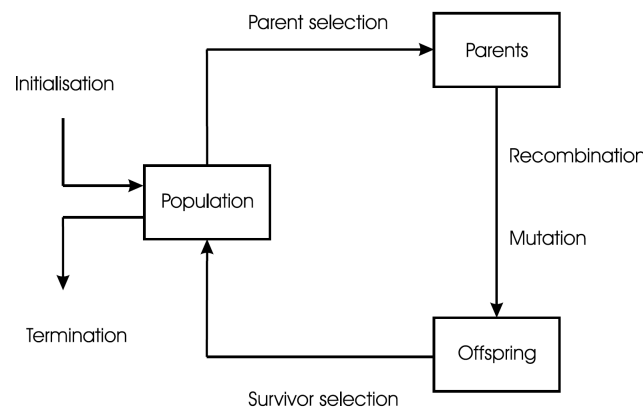 Parent selection
Parents
Initialisation
Recombination
Population
Mutation
Termination
Offspring
Survivor selection